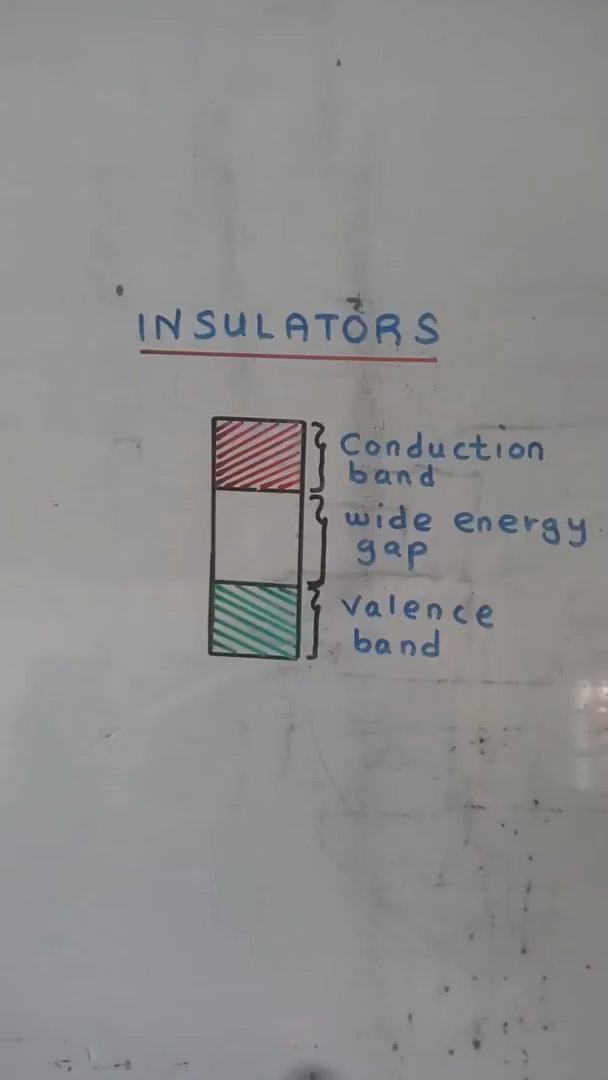 INSULATORS
Conduction
band
wide energy
gap
Valence
band